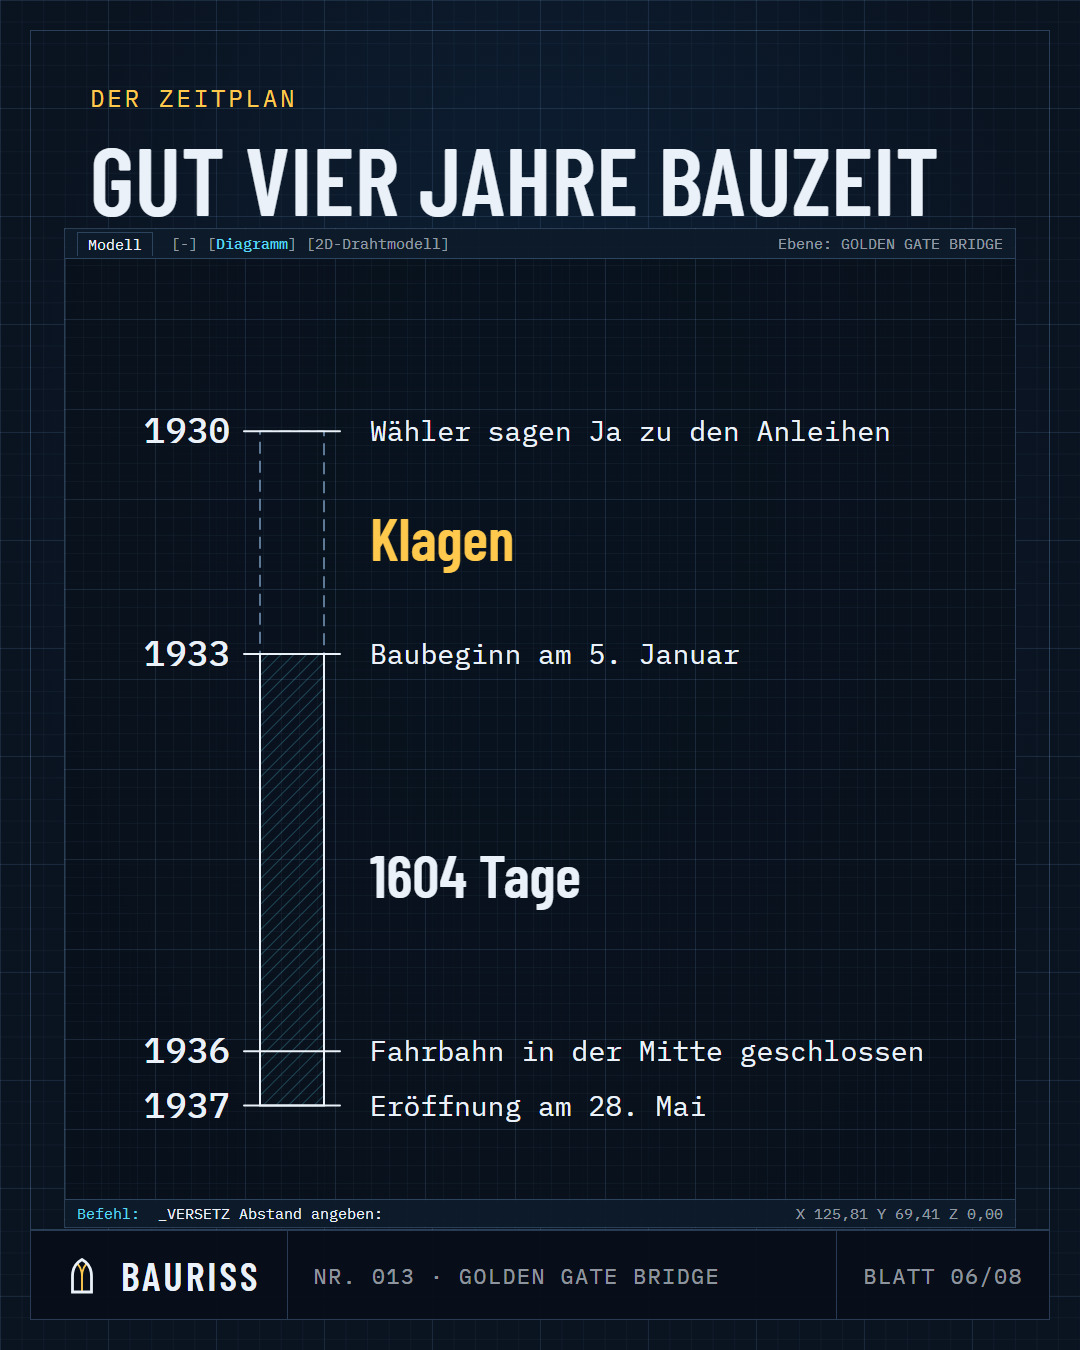 DER ZEITPLAN
GUT VIER JAHRE BAUZEIT
Modell [-] [Diagramm] [2D-Drahtmodell] Ebene: GOLDEN GATE BRIDGE
1930 Wähler sagen Ja zu den Anleihen
Klagen
1933 Baubeginn am 5. Januar
1604 Tage
1936 Fahrbahn in der Mitte geschlossen
1937 Eröffnung am 28. Mai
Befehl: _VERSETZ Abstand angeben: X 125,81 Y 69,41 Z 0,00
BAURISS NR. 013 · GOLDEN GATE BRIDGE BLATT 06/08